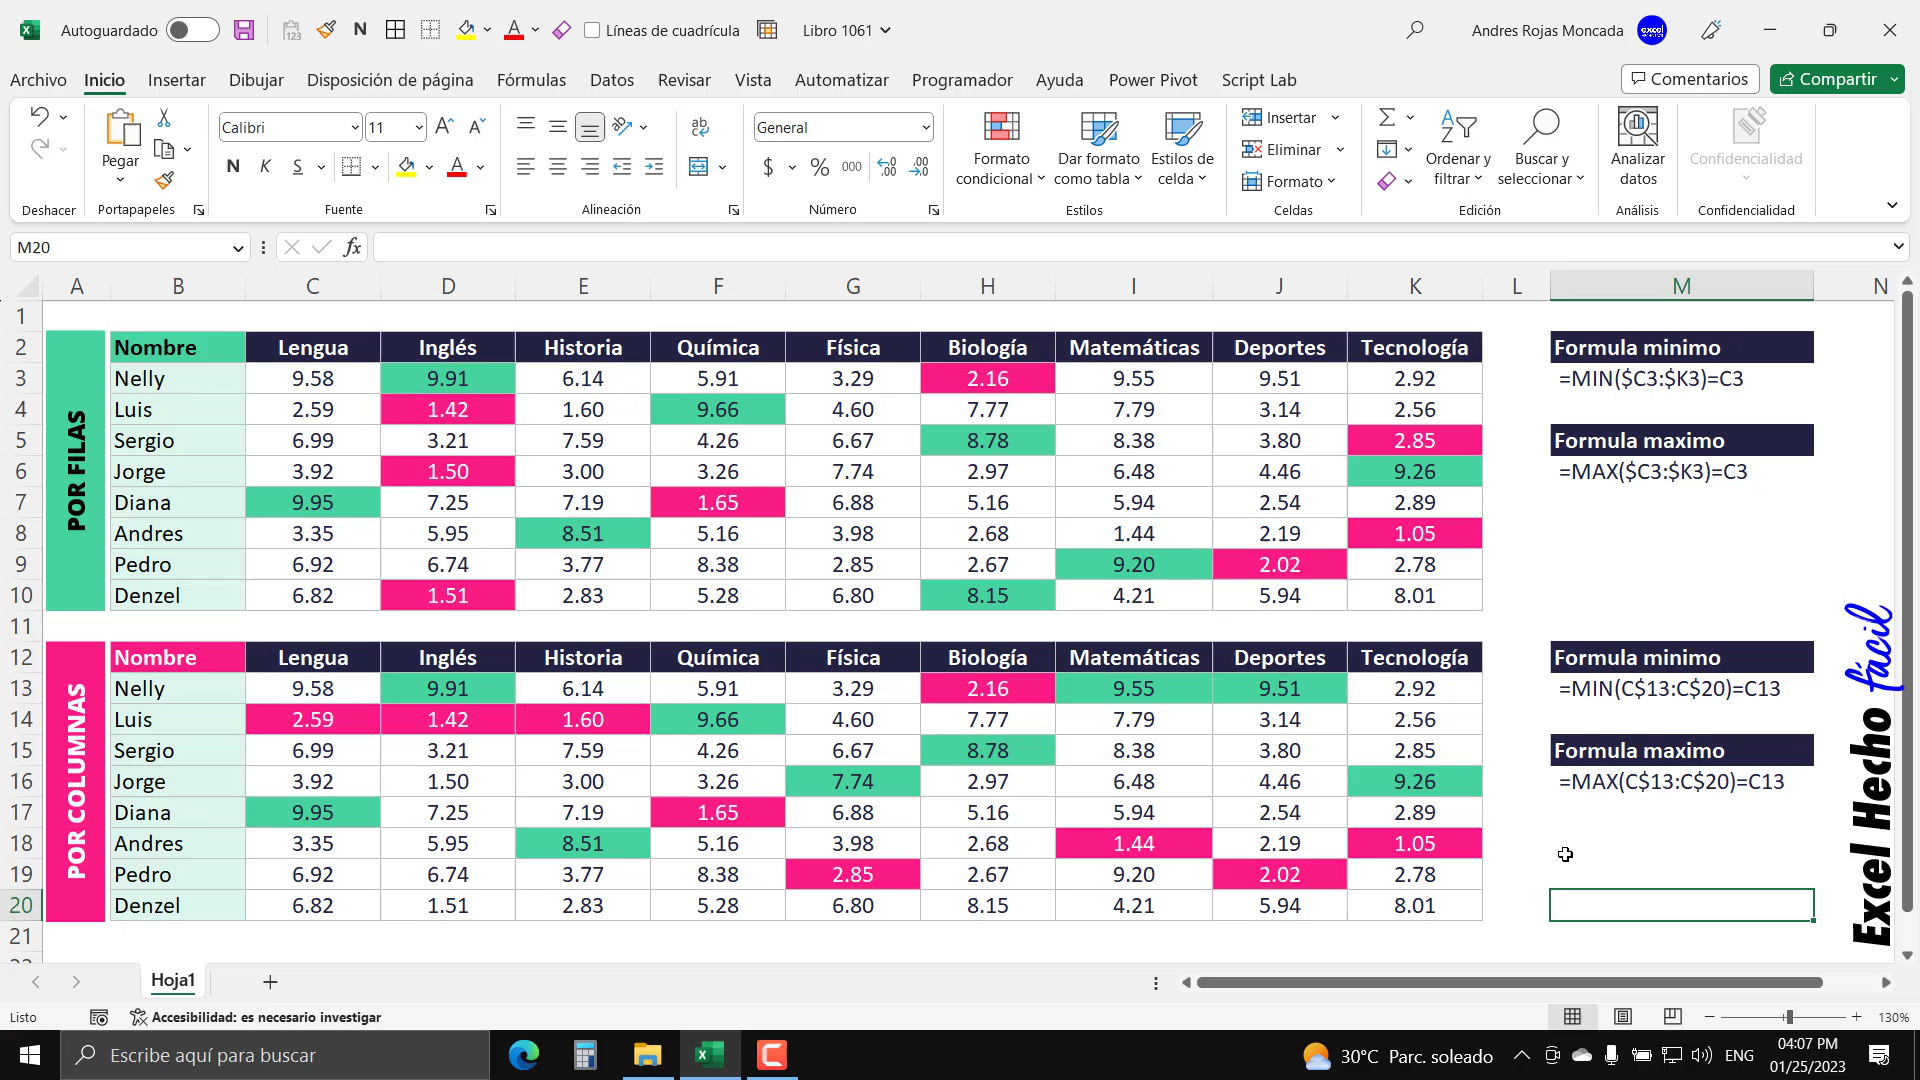 Autoguardado
Líneas de cuadrícula
Libro 1061
Andres Rojas Moncada
Archivo Inicio Insertar Dibujar Disposición de página Fórmulas Datos Revisar Vista Automatizar Programador Ayuda Power Pivot Script Lab
Comentarios Compartir
Pegar
Calibri 11
General
Formato condicional
Dar formato como tabla
Estilos de celda
Insertar
Eliminar
Formato
Ordenar y filtrar
Buscar y seleccionar
Analizar datos
Confidencialidad
Deshacer Portapapeles Fuente Alineación Número Estilos Celdas Edición Análisis Confidencialidad
M20
fx
A B C D E F G H I J K L M N
1
2 Nombre Lengua Inglés Historia Química Física Biología Matemáticas Deportes Tecnología Formula minimo
3 Nelly 9.58 9.91 6.14 5.91 3.29 2.16 9.55 9.51 2.92 =MIN($C3:$K3)=C3
4 Luis 2.59 1.42 1.60 9.66 4.60 7.77 7.79 3.14 2.56
5 Sergio 6.99 3.21 7.59 4.26 6.67 8.78 8.38 3.80 2.85 Formula maximo
6 Jorge 3.92 1.50 3.00 3.26 7.74 2.97 6.48 4.46 9.26 =MAX($C3:$K3)=C3
7 Diana 9.95 7.25 7.19 1.65 6.88 5.16 5.94 2.54 2.89
8 Andres 3.35 5.95 8.51 5.16 3.98 2.68 1.44 2.19 1.05
9 Pedro 6.92 6.74 3.77 8.38 2.85 2.67 9.20 2.02 2.78
10 Denzel 6.82 1.51 2.83 5.28 6.80 8.15 4.21 5.94 8.01
POR FILAS
11
12 Nombre Lengua Inglés Historia Química Física Biología Matemáticas Deportes Tecnología Formula minimo
13 Nelly 9.58 9.91 6.14 5.91 3.29 2.16 9.55 9.51 2.92 =MIN(C$13:C$20)=C13
14 Luis 2.59 1.42 1.60 9.66 4.60 7.77 7.79 3.14 2.56
15 Sergio 6.99 3.21 7.59 4.26 6.67 8.78 8.38 3.80 2.85 Formula maximo
16 Jorge 3.92 1.50 3.00 3.26 7.74 2.97 6.48 4.46 9.26 =MAX(C$13:C$20)=C13
17 Diana 9.95 7.25 7.19 1.65 6.88 5.16 5.94 2.54 2.89
18 Andres 3.35 5.95 8.51 5.16 3.98 2.68 1.44 2.19 1.05
19 Pedro 6.92 6.74 3.77 8.38 2.85 2.67 9.20 2.02 2.78
20 Denzel 6.82 1.51 2.83 5.28 6.80 8.15 4.21 5.94 8.01
POR COLUMNAS
21
Excel Hecho fácil
Hoja1
Listo
Accesibilidad: es necesario investigar
130%
Escribe aquí para buscar
30°C Parc. soleado
ENG
04:07 PM
01/25/2023